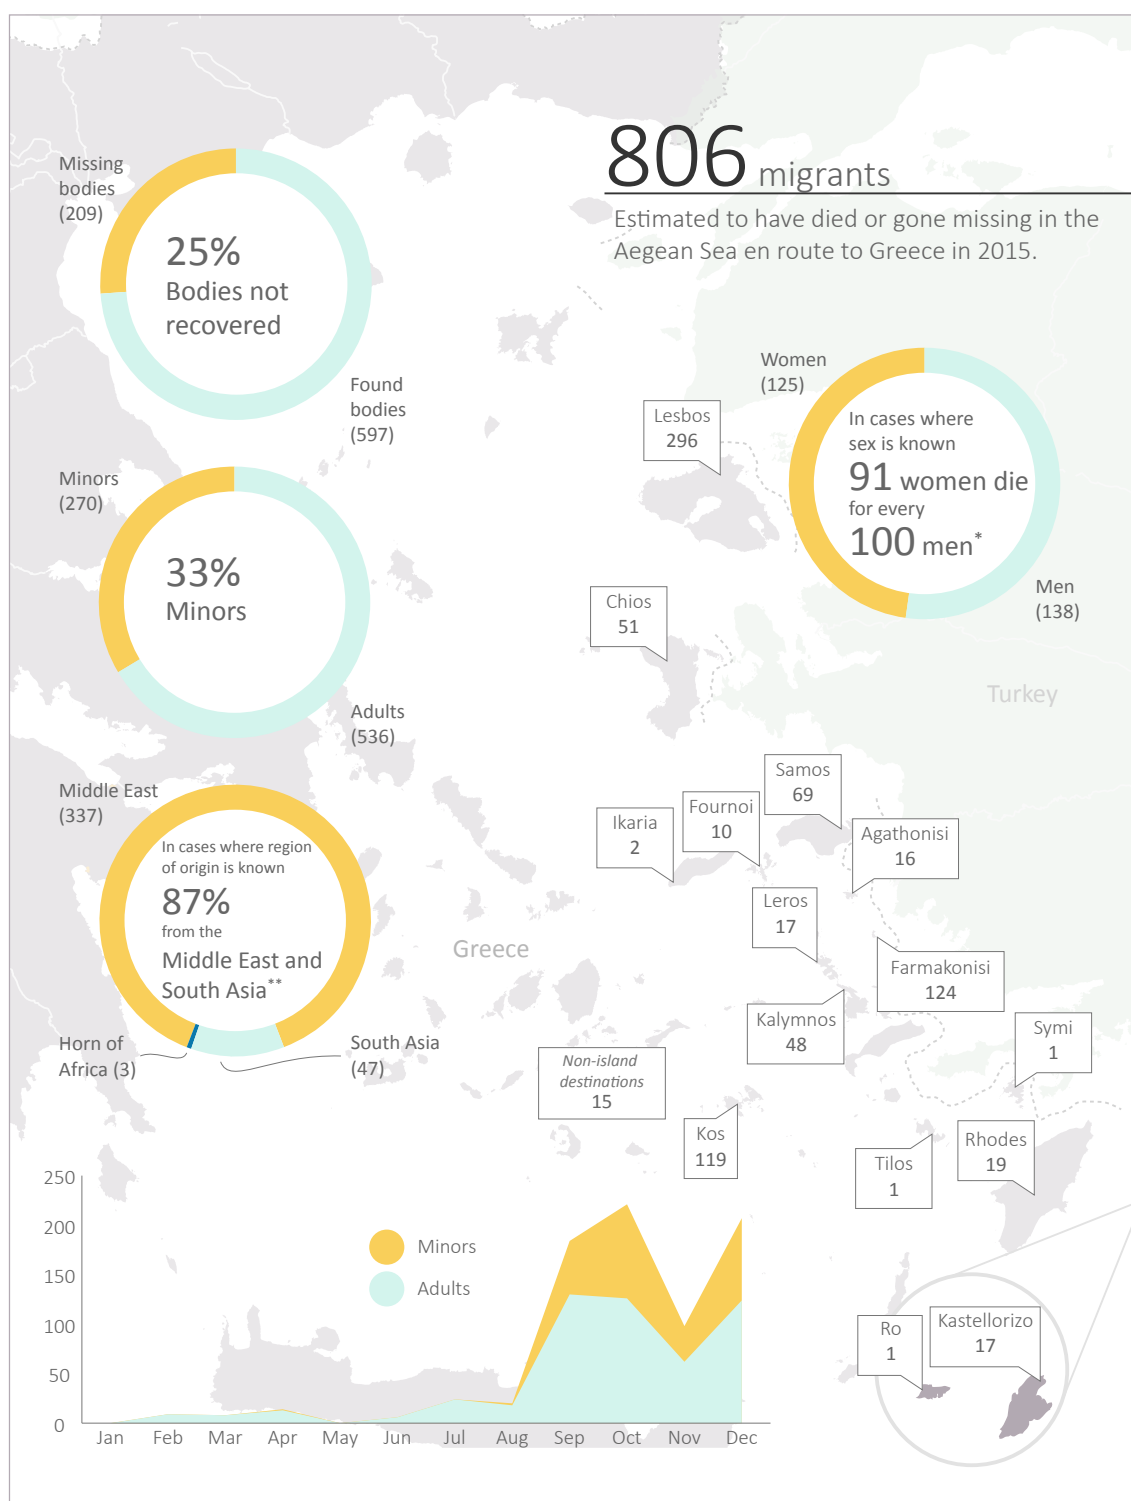 806 migrants
Estimated to have died or gone missing in the
Aegean Sea en route to Greece in 2015.
Missing
bodies
(209)
25%
Bodies not
recovered
Found
bodies
(597)
Minors
(270)
33%
Minors
Adults
(536)
Middle East
(337)
In cases where region
of origin is known
87%
from the
Middle East and
South Asia**
Horn of
Africa (3)
South Asia
(47)
Women
(125)
In cases where
sex is known
91 women die
for every
100 men*
Men
(138)
Lesbos
296
Chios
51
Turkey
Samos
69
Fournoi
10
Ikaria
2
Agathonisi
16
Leros
17
Greece
Farmakonisi
124
Kalymnos
48
Symi
1
Non-island
destinations
15
Kos
119
Tilos
1
Rhodes
19
Ro
1
Kastellorizo
17
250
200
150
100
50
0
Minors
Adults
Jan Feb Mar Apr May Jun Jul Aug Sep Oct Nov Dec